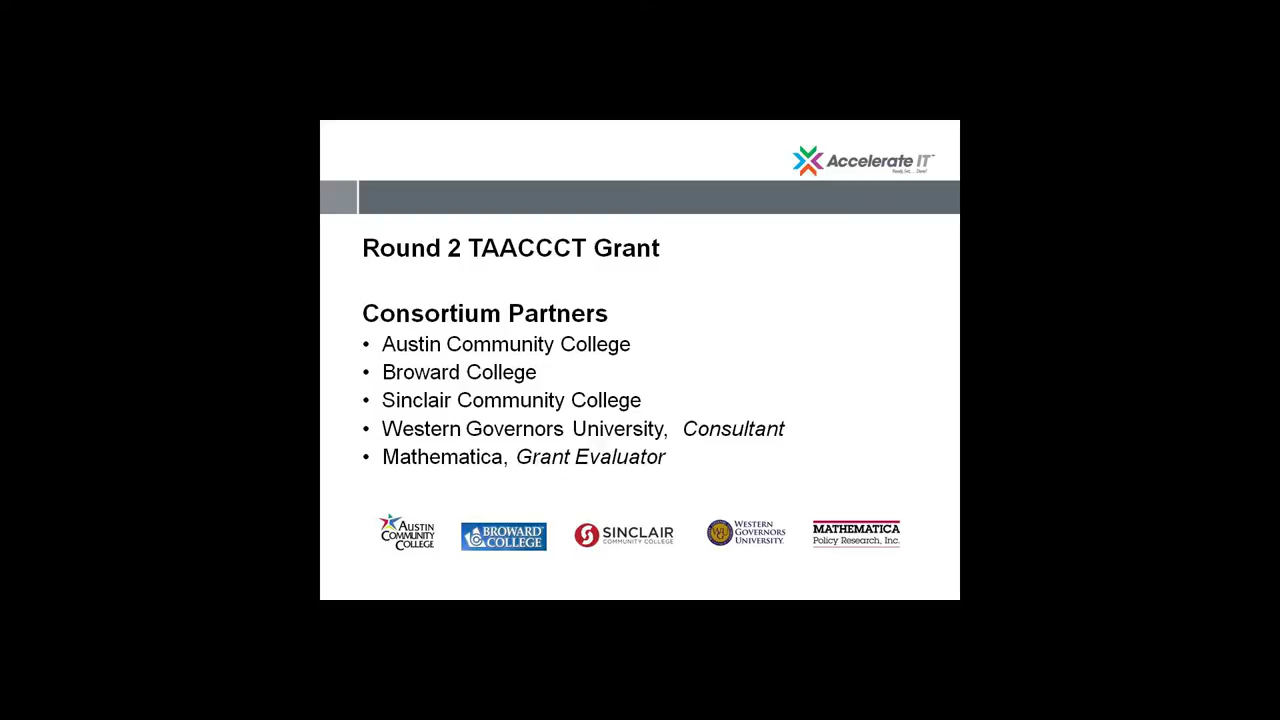 Accelerate IT™
Round 2 TAACCCT Grant
Consortium Partners
• Austin Community College
• Broward College
• Sinclair Community College
• Western Governors University, Consultant
• Mathematica, Grant Evaluator
AUSTIN
COMMUNITY
COLLEGE
BROWARD
COLLEGE
SINCLAIR
COMMUNITY COLLEGE
WESTERN
GOVERNORS
UNIVERSITY.
MATHEMATICA
Policy Research, Inc.